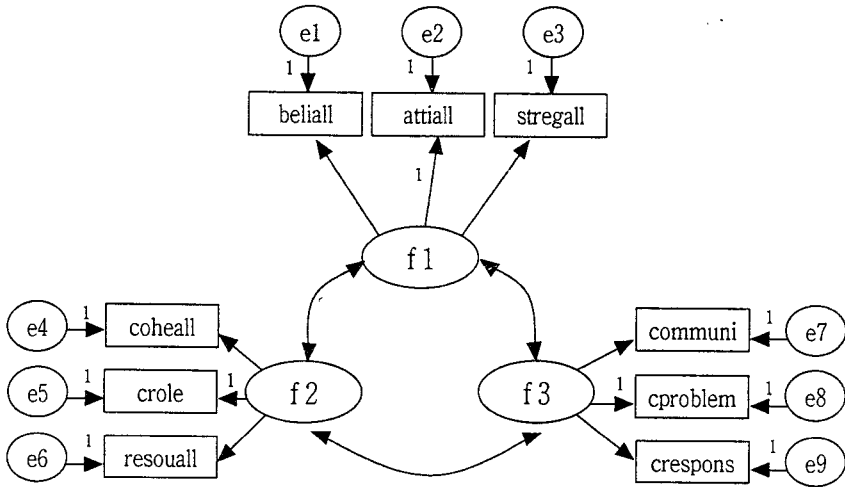 e1 e2 e3
1 1 1
beliall attiall stregall
1
f1
e4 1 coheall communi 1 e7
e5 1 crole 1 f2 f3 1 cproblem 1 e8
e6 1 resouall crespons 1 e9